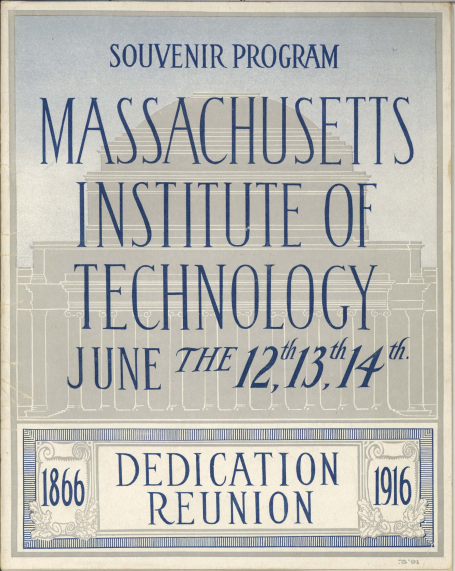 SOUVENIR PROGRAM
MASSACHUSETTS
INSTITUTE OF
TECHNOLOGY
JUNE THE 12th, 13th, 14th.
1866 DEDICATION REUNION 1916